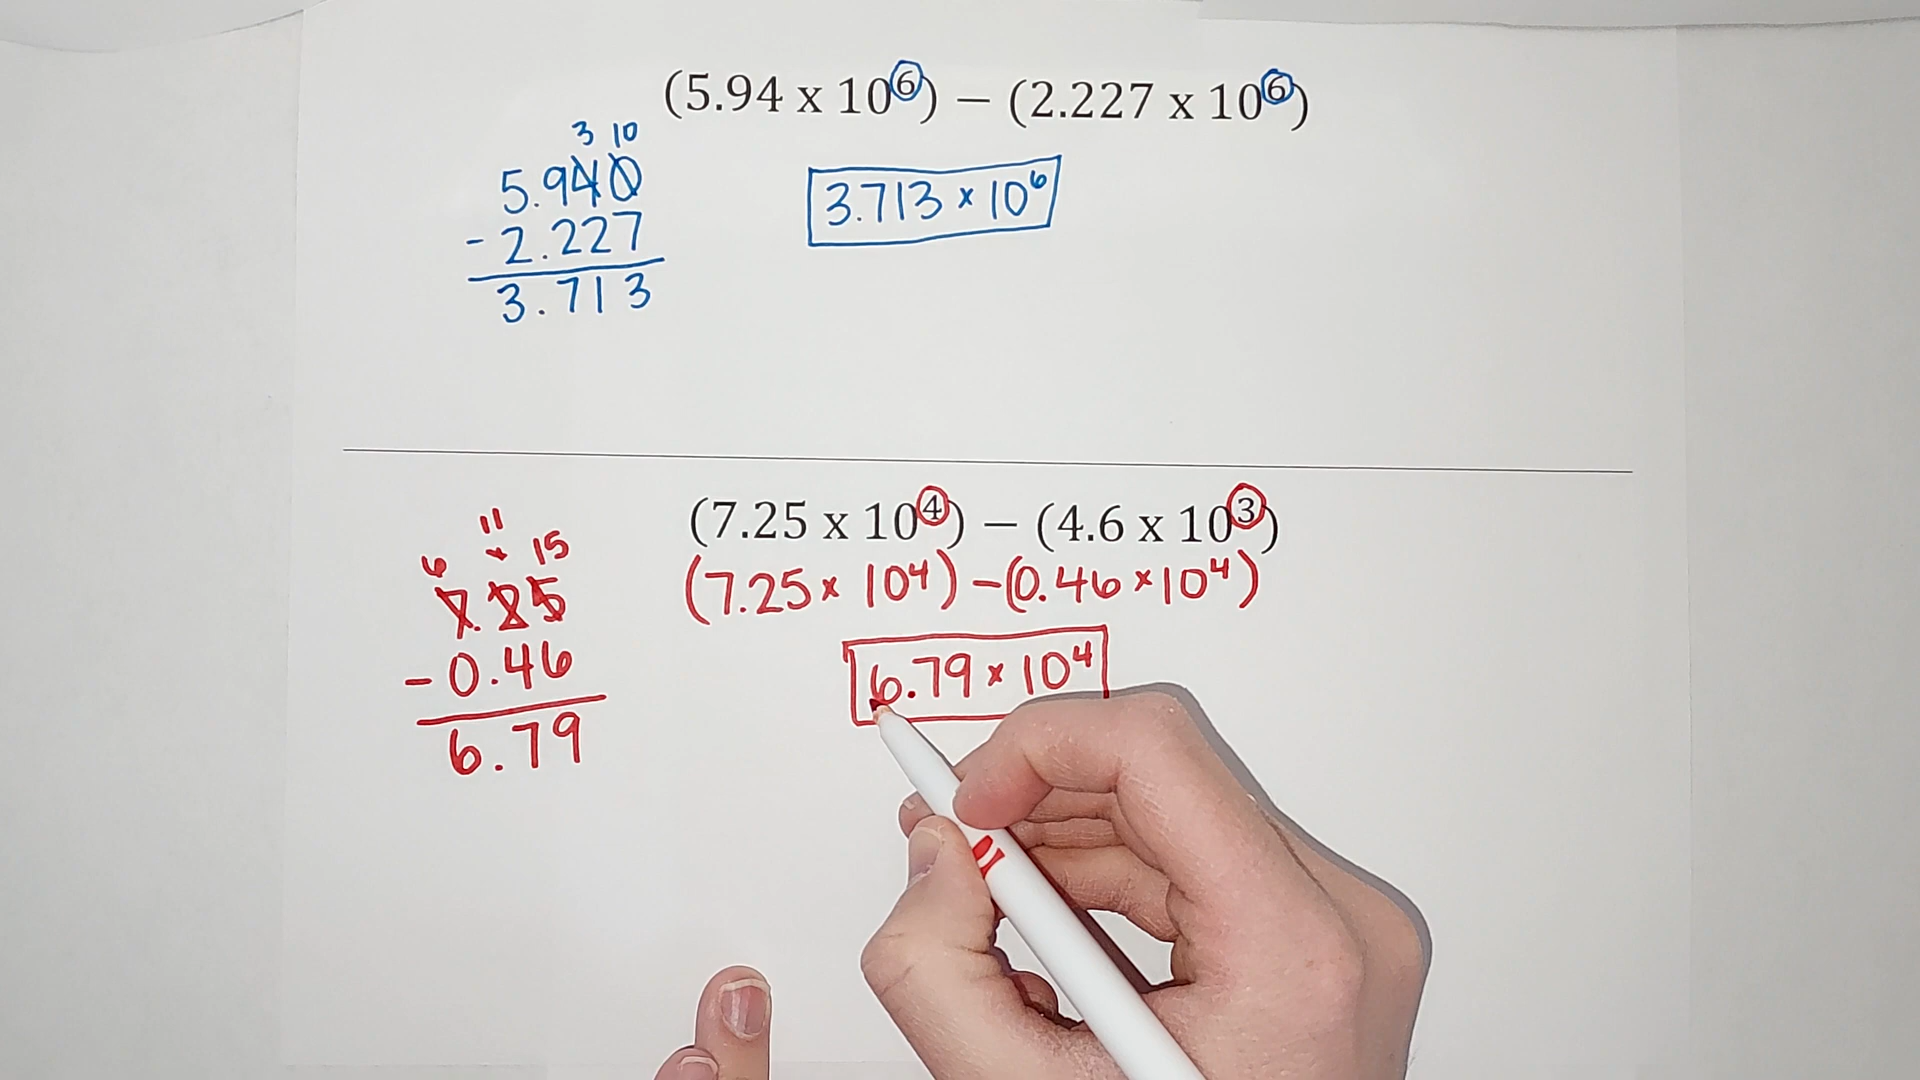 (5.94 x 10⁶) − (2.227 x 10⁶)
3 10
5.940
- 2.227
3.713
3.713 × 10⁶
(7.25 x 10⁴) − (4.6 x 10³)
(7.25 × 10⁴) − (0.46 × 10⁴)
11
6 15
7.25
- 0.46
6.79
6.79 × 10⁴